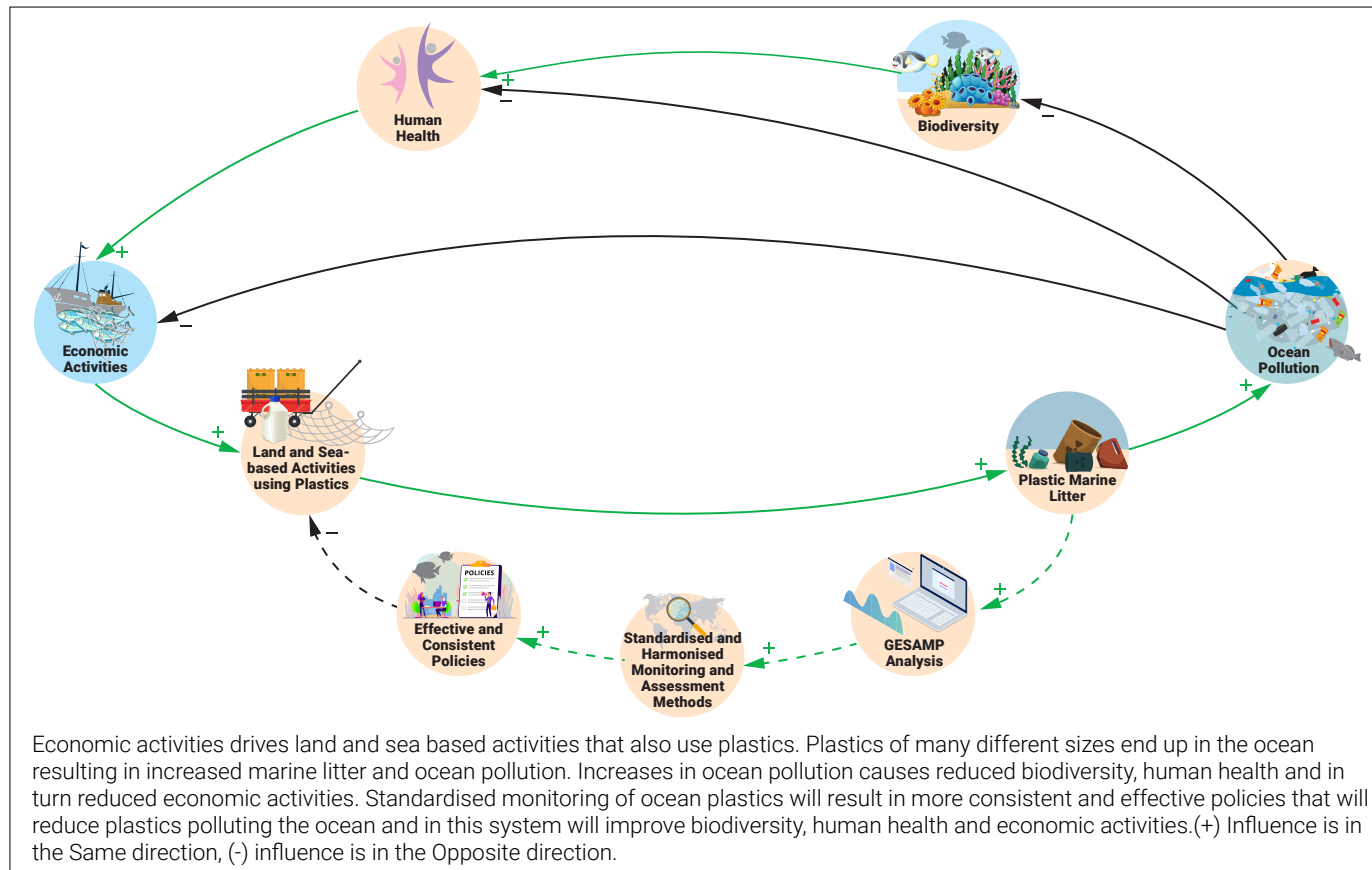 Human
Health
+
−
Biodiversity
−
+
Economic
Activities
−
Ocean
Pollution
+
+
Land and Sea-
based Activities
using Plastics
+
Plastic Marine
Litter
−
POLICIES
Effective and
Consistent
Policies
+
Standardised and
Harmonised
Monitoring and
Assessment
Methods
+
GESAMP
Analysis
+
Economic activities drives land and sea based activities that also use plastics. Plastics of many different sizes end up in the ocean
resulting in increased marine litter and ocean pollution. Increases in ocean pollution causes reduced biodiversity, human health and in
turn reduced economic activities. Standardised monitoring of ocean plastics will result in more consistent and effective policies that will
reduce plastics polluting the ocean and in this system will improve biodiversity, human health and economic activities.(+) Influence is in
the Same direction, (-) influence is in the Opposite direction.